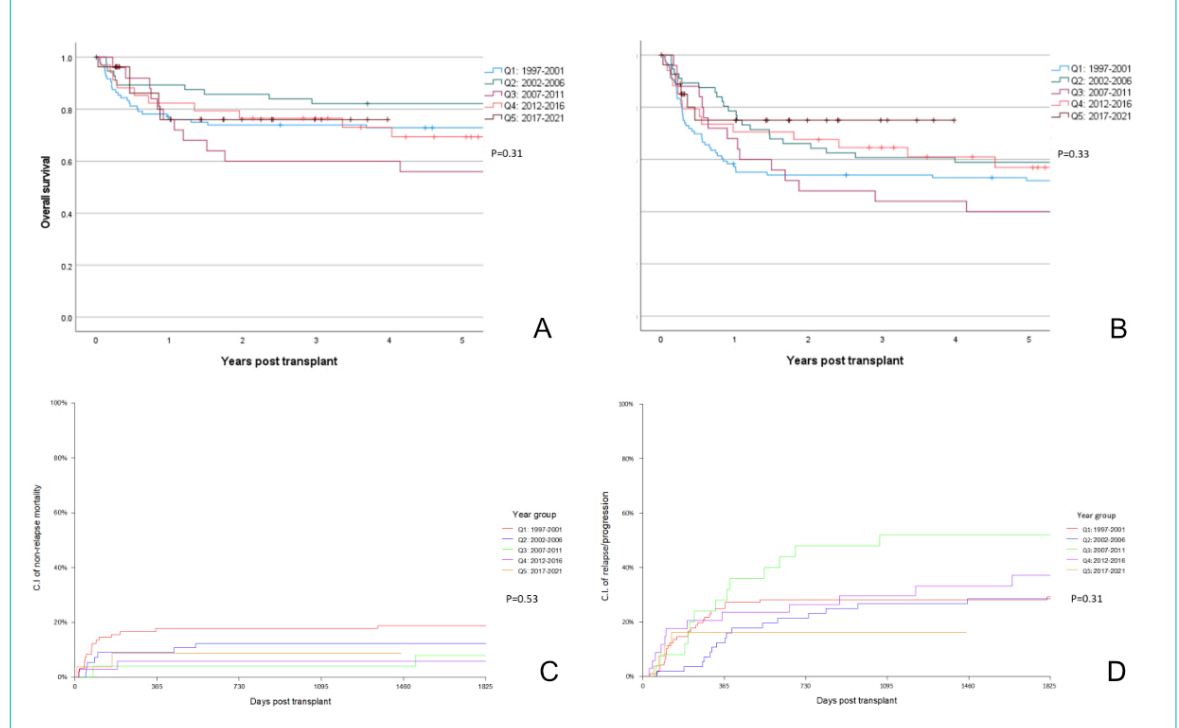 1.0
0.8
0.6
0.4
0.2
0.0
Overall survival
0 1 2 3 4 5
Years post transplant
Q1: 1997-2001
Q2: 2002-2006
Q3: 2007-2011
Q4: 2012-2016
Q5: 2017-2021
P=0.31
A
0 1 2 3 4 5
Years post transplant
Q1: 1997-2001
Q2: 2002-2006
Q3: 2007-2011
Q4: 2012-2016
Q5: 2017-2021
P=0.33
B
100%
80%
60%
40%
20%
0%
C.I of non-relapse mortality
0 365 730 1095 1460 1825
Days post transplant
Year group
Q1: 1997-2001
Q2: 2002-2006
Q3: 2007-2011
Q4: 2012-2016
Q5: 2017-2021
P=0.53
C
100%
80%
60%
40%
20%
0%
C.I. of relapse/progression
0 365 730 1095 1460 1825
Days post transplant
Year group
Q1: 1997-2001
Q2: 2002-2006
Q3: 2007-2011
Q4: 2012-2016
Q5: 2017-2021
P=0.31
D